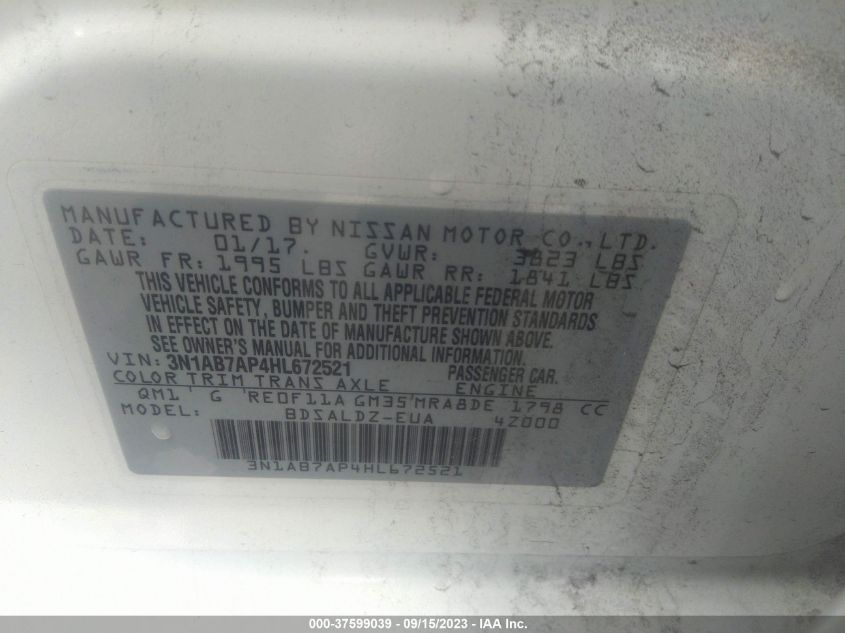 MANUFACTURED BY NISSAN MOTOR CO., LTD.
DATE: 01/17. GVWR: 3823 LBS
GAWR FR: 1995 LBS GAWR RR: 1841 LBS
THIS VEHICLE CONFORMS TO ALL APPLICABLE FEDERAL MOTOR
VEHICLE SAFETY, BUMPER AND THEFT PREVENTION STANDARDS
IN EFFECT ON THE DATE OF MANUFACTURE SHOWN ABOVE.
SEE OWNER'S MANUAL FOR ADDITIONAL INFORMATION.
VIN: 3N1AB7AP4HL672521 PASSENGER CAR.
COLOR TRIM TRANS AXLE ENGINE
QM1 G RE0F11A GM35 MRA8DE 1798 CC
MODEL: BDSALDZ-EUA 4Z000
3N1AB7AP4HL672521
000-37599039 - 09/15/2023 - IAA Inc.